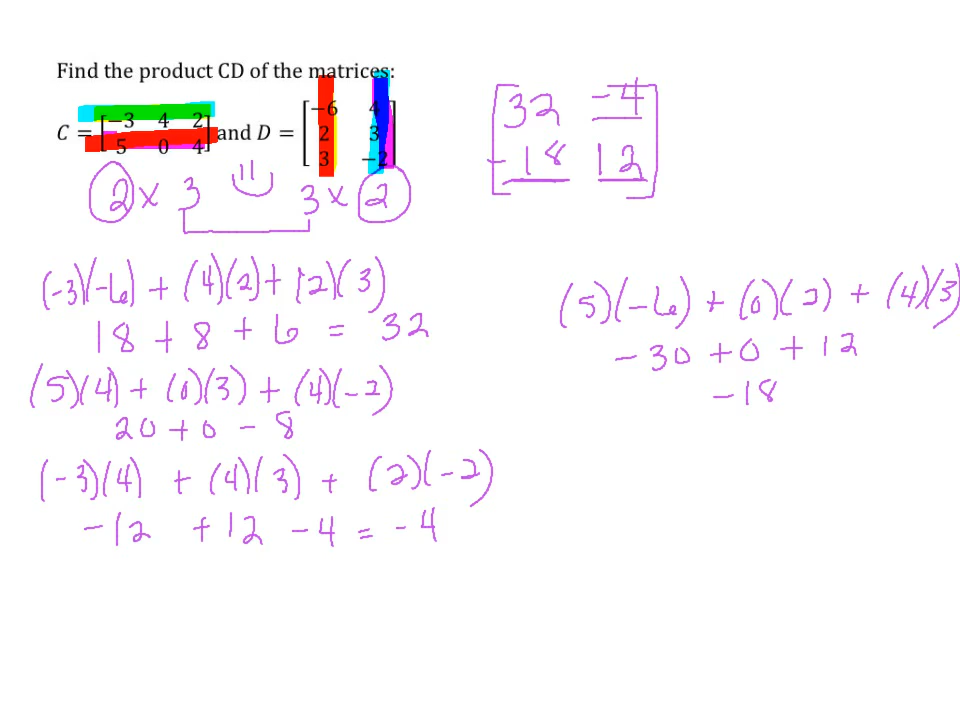 Find the product CD of the matrices:
C = [-3 4 2] and D = [-6 4]
[5 0 4] [2 3]
[3 -2]
2 x 3 3 x 2
[32 -4]
[-18 12]
(-3)(-6) + (4)(2) + (2)(3)
18 + 8 + 6 = 32
(5)(4) + (0)(3) + (4)(-2)
20 + 0 - 8
(-3)(4) + (4)(3) + (2)(-2)
-12 + 12 - 4 = -4
(5)(-6) + (0)(2) + (4)(3)
-30 + 0 + 12
-18